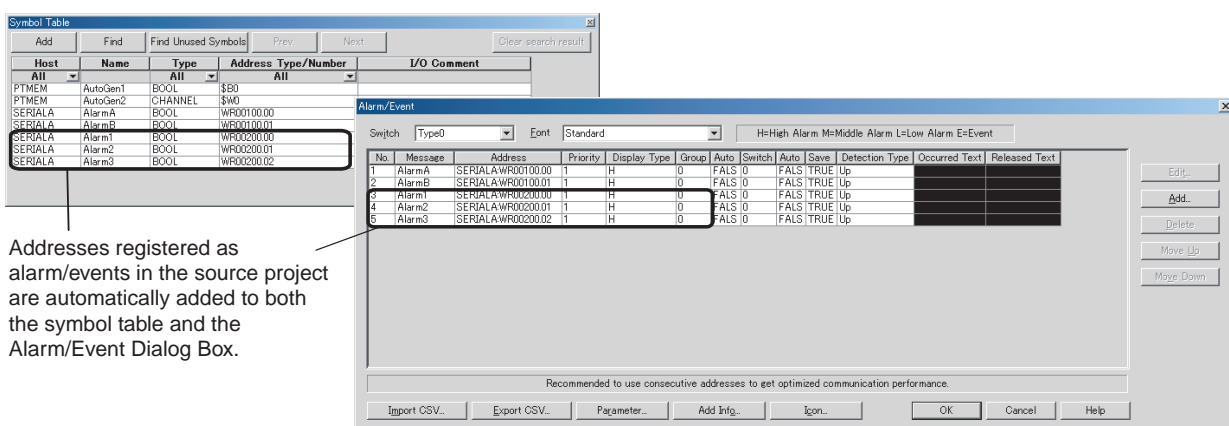 Symbol Table
Add Find Find Unused Symbols Prev. Next Clear search result
Host Name Type Address Type/Number I/O Comment
All All All
PTMEM AutoGen1 BOOL $B0
PTMEM AutoGen2 CHANNEL $W0
SERIALA AlarmA BOOL WR00100.00
SERIALA AlarmB BOOL WR00100.01
SERIALA Alarm1 BOOL WR00200.00
SERIALA Alarm2 BOOL WR00200.01
SERIALA Alarm3 BOOL WR00200.02
Alarm/Event
Switch Type0 Font Standard H=High Alarm M=Middle Alarm L=Low Alarm E=Event
No. Message Address Priority Display Type Group Auto Switch Auto Save Detection Type Occurred Text Released Text
1 AlarmA SERIALA:WR00100.00 1 H 0 FALS 0 FALS TRUE Up
2 AlarmB SERIALA:WR00100.01 1 H 0 FALS 0 FALS TRUE Up
3 Alarm1 SERIALA:WR00200.00 1 H 0 FALS 0 FALS TRUE Up
4 Alarm2 SERIALA:WR00200.01 1 H 0 FALS 0 FALS TRUE Up
5 Alarm3 SERIALA:WR00200.02 1 H 0 FALS 0 FALS TRUE Up
Edit...
Add...
Delete
Move Up
Move Down
Recommended to use consecutive addresses to get optimized communication performance.
Import CSV... Export CSV... Parameter... Add Info... Icon... OK Cancel Help
Addresses registered as
alarm/events in the source project
are automatically added to both
the symbol table and the
Alarm/Event Dialog Box.